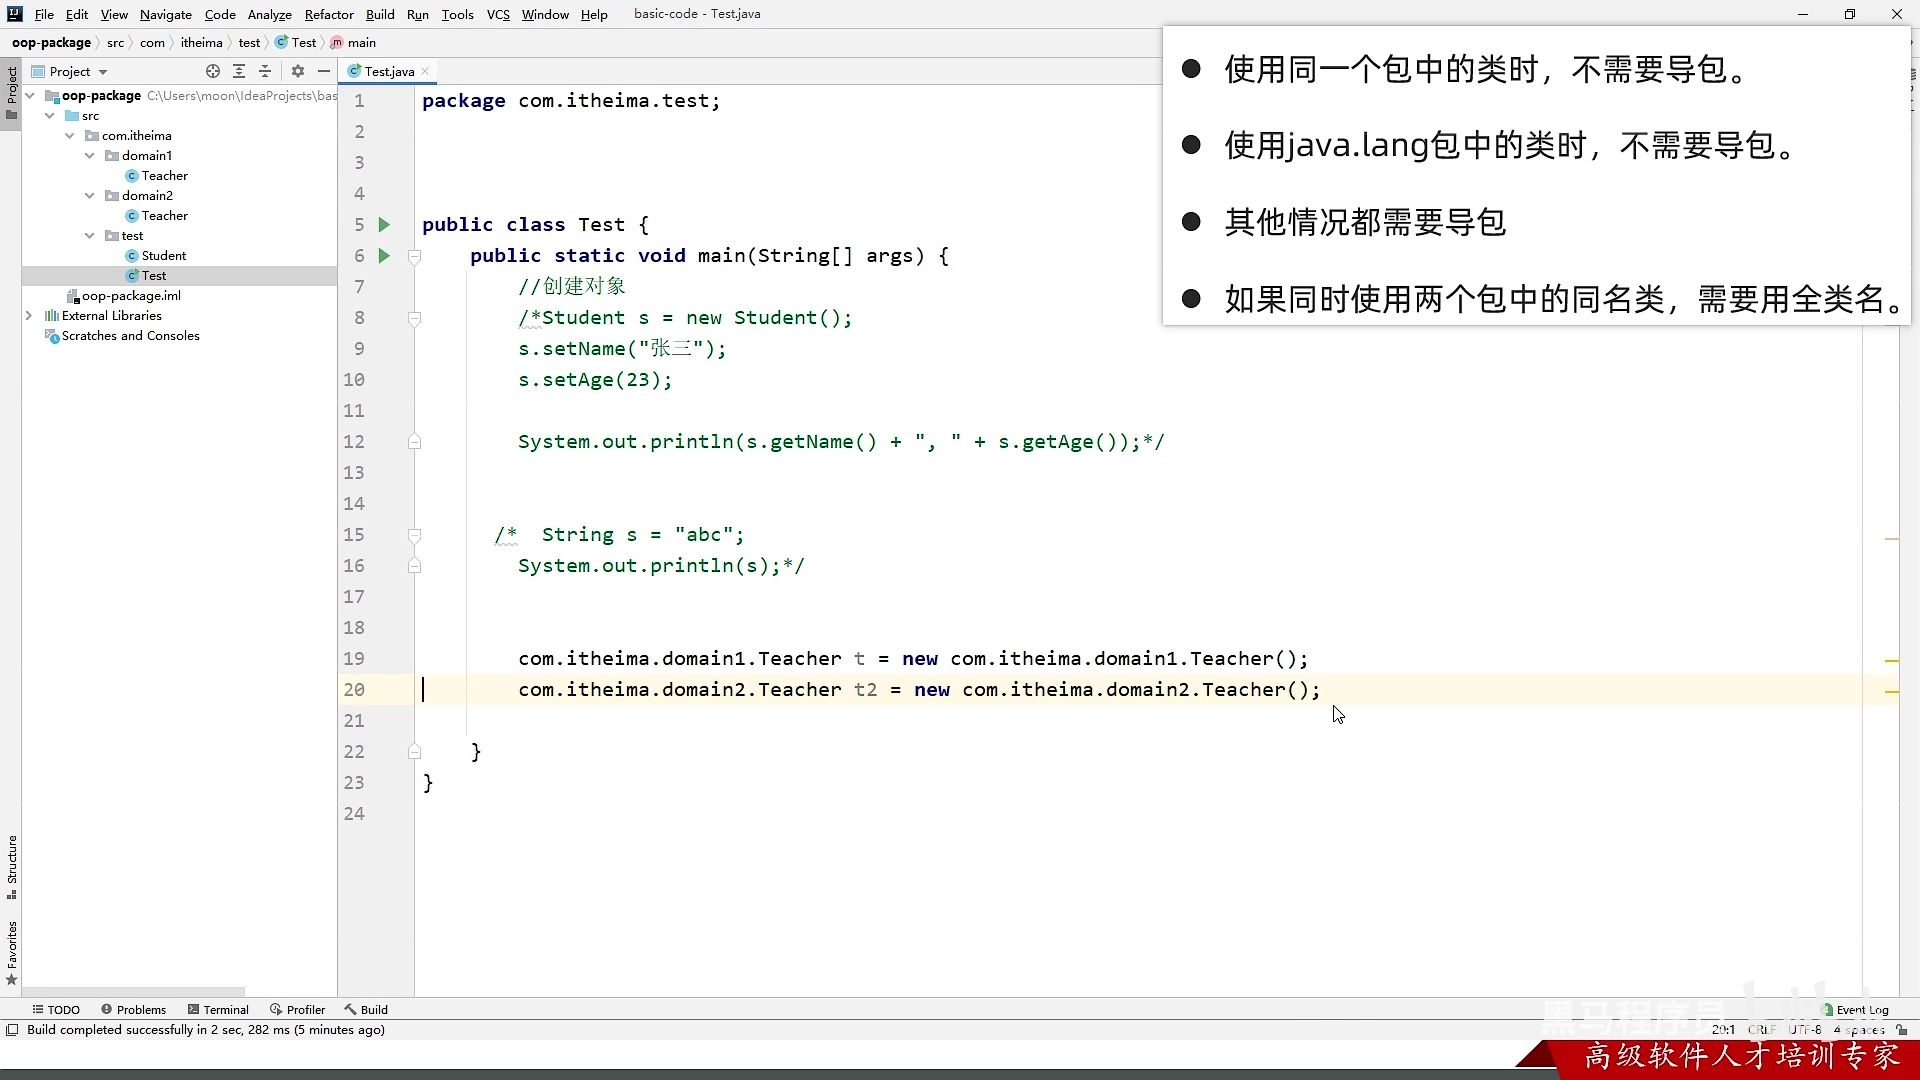 File Edit View Navigate Code Analyze Refactor Build Run Tools VCS Window Help basic-code - Test.java
oop-package src com itheima test Test main
Project
Test.java
Project
oop-package C:\Users\moon\IdeaProjects\bas
src
com.itheima
domain1
Teacher
domain2
Teacher
test
Student
Test
oop-package.iml
External Libraries
Scratches and Consoles
1 package com.itheima.test;
2
3
4
5 public class Test {
6 public static void main(String[] args) {
7 //创建对象
8 /*Student s = new Student();
9 s.setName("张三");
10 s.setAge(23);
11
12 System.out.println(s.getName() + ", " + s.getAge());*/
13
14
15 /* String s = "abc";
16 System.out.println(s);*/
17
18
19 com.itheima.domain1.Teacher t = new com.itheima.domain1.Teacher();
20 com.itheima.domain2.Teacher t2 = new com.itheima.domain2.Teacher();
21
22 }
23 }
24
● 使用同一个包中的类时，不需要导包。
● 使用java.lang包中的类时，不需要导包。
● 其他情况都需要导包
● 如果同时使用两个包中的同名类，需要用全类名。
Structure
Favorites
TODO Problems Terminal Profiler Build
Event Log
Build completed successfully in 2 sec, 282 ms (5 minutes ago)
20:1 CRLF UTF-8 4 spaces
黑马程序员
高级软件人才培训专家